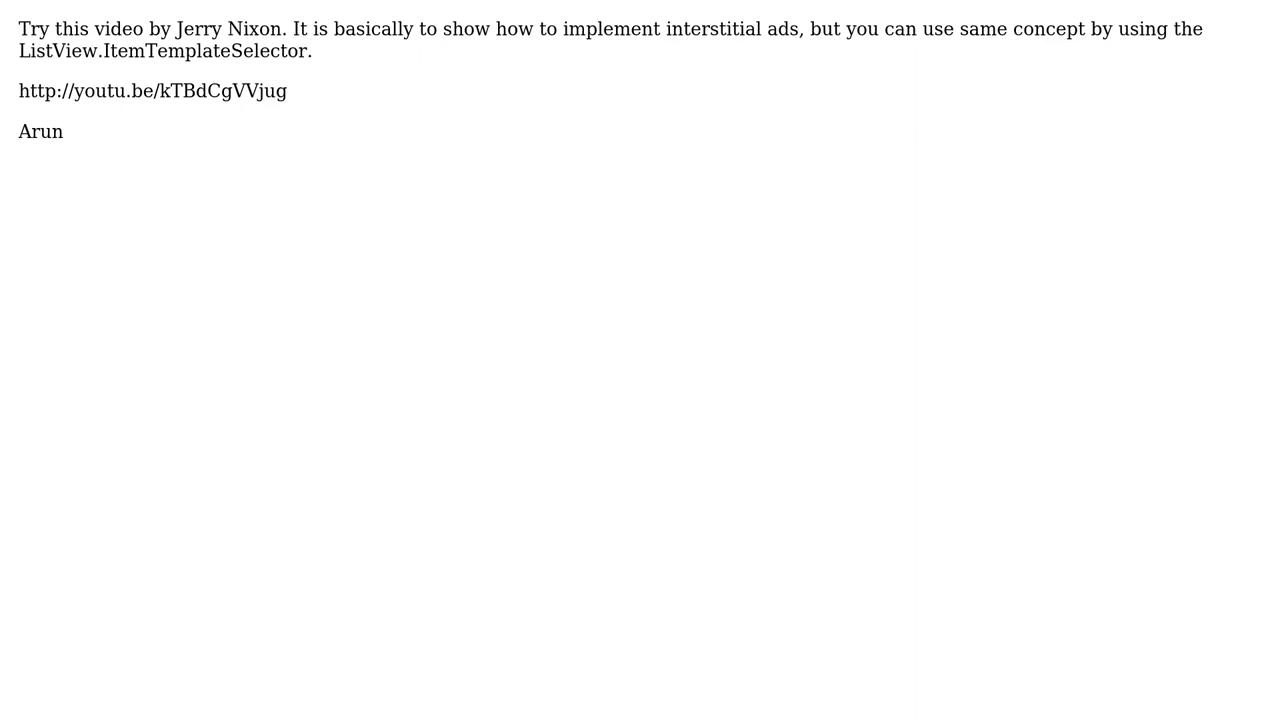 Try this video by Jerry Nixon. It is basically to show how to implement interstitial ads, but you can use same concept by using the
ListView.ItemTemplateSelector.
http://youtu.be/kTBdCgVVjug
Arun